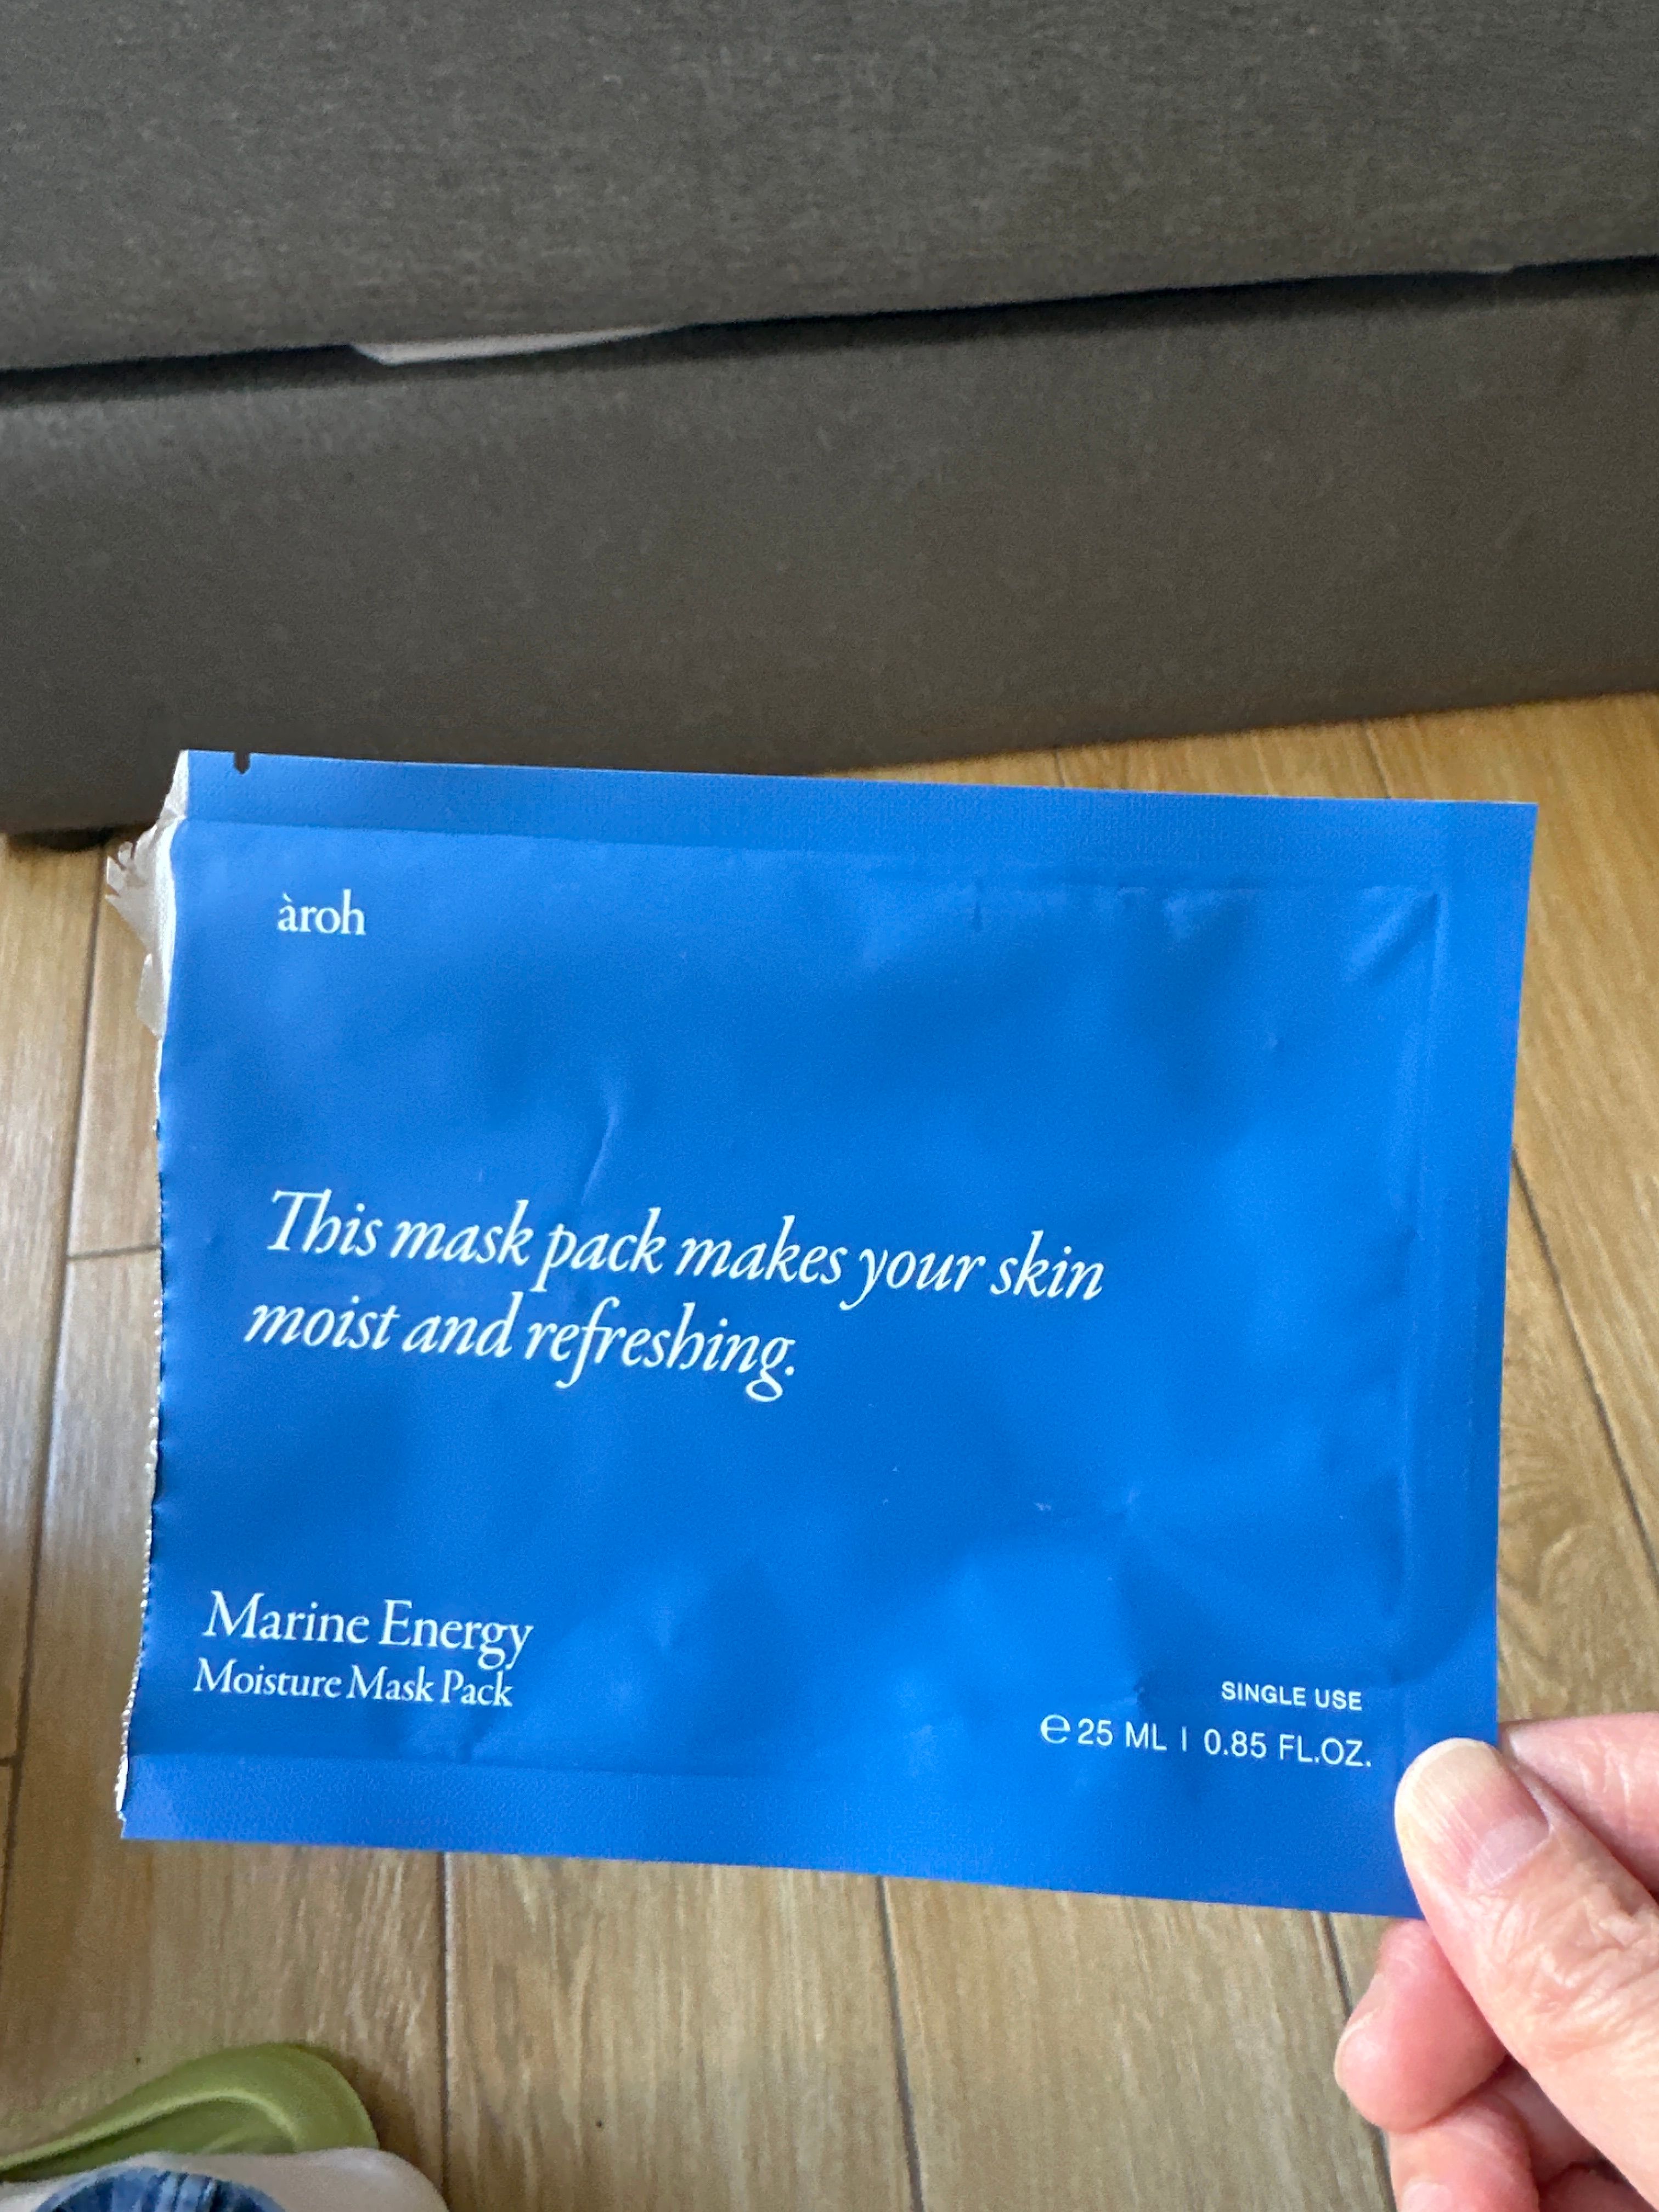 àroh
This mask pack makes your skin
moist and refreshing.
Marine Energy
Moisture Mask Pack
SINGLE USE
℮ 25 ML | 0.85 FL.OZ.